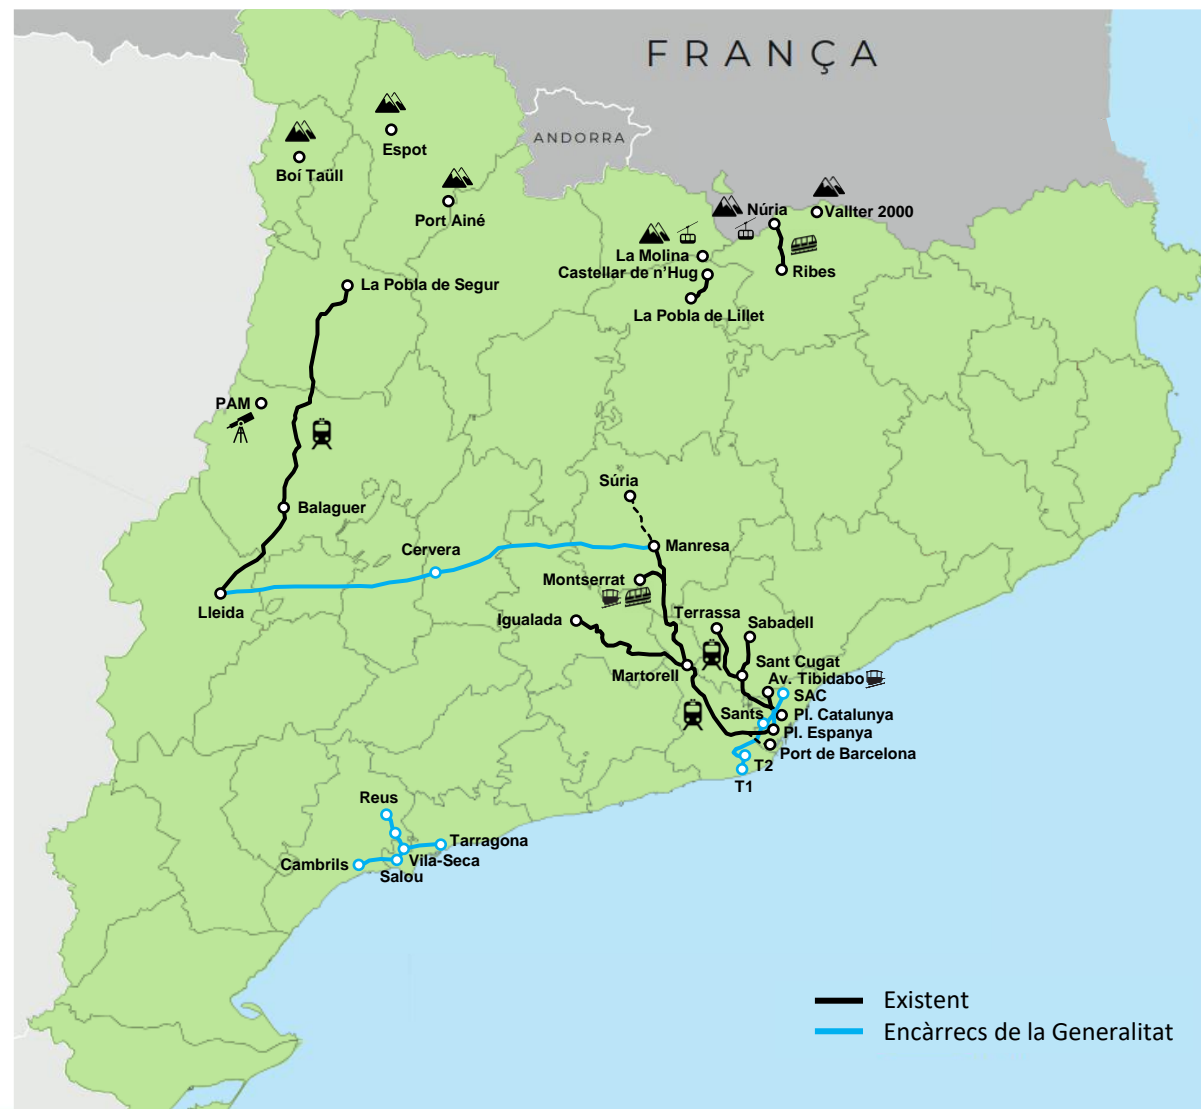 FRANÇA
ANDORRA
Espot
Boí Taüll
Port Ainé
Núria
Vallter 2000
La Molina
Castellar de n'Hug
Ribes
La Pobla de Segur
La Pobla de Lillet
PAM
Súria
Balaguer
Manresa
Cervera
Montserrat
Lleida
Igualada
Terrassa
Sabadell
Sant Cugat
Martorell
Av. Tibidabo
SAC
Sants
Pl. Catalunya
Pl. Espanya
Port de Barcelona
T2
T1
Reus
Tarragona
Vila-Seca
Cambrils
Salou
Existent
Encàrrecs de la Generalitat